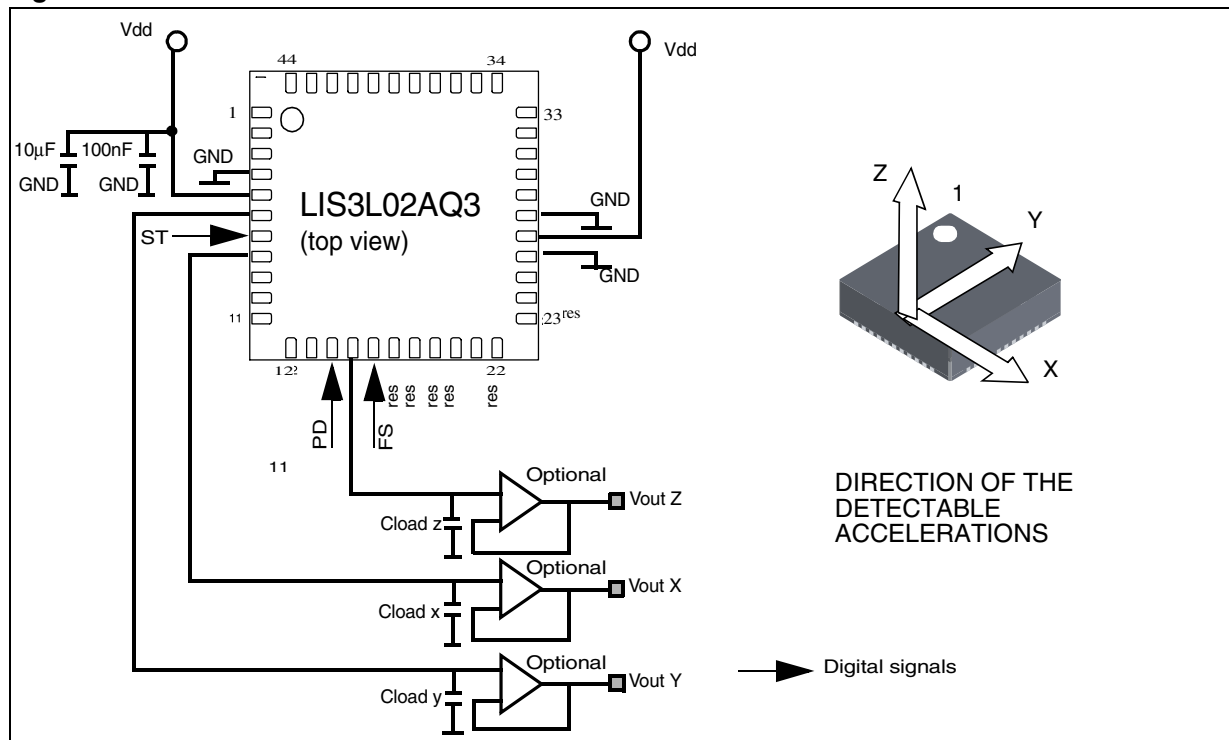 Vdd
Vdd
44
34
1
33
10µF
100nF
GND
GND
GND
LIS3L02AQ3
(top view)
GND
GND
ST
11
23 res
12
22
res
res
res
res
res
PD
FS
11
Optional
Vout Z
Cload z
Optional
Vout X
Cload x
Optional
Vout Y
Cload y
Digital signals
Z
1
Y
X
DIRECTION OF THE
DETECTABLE
ACCELERATIONS